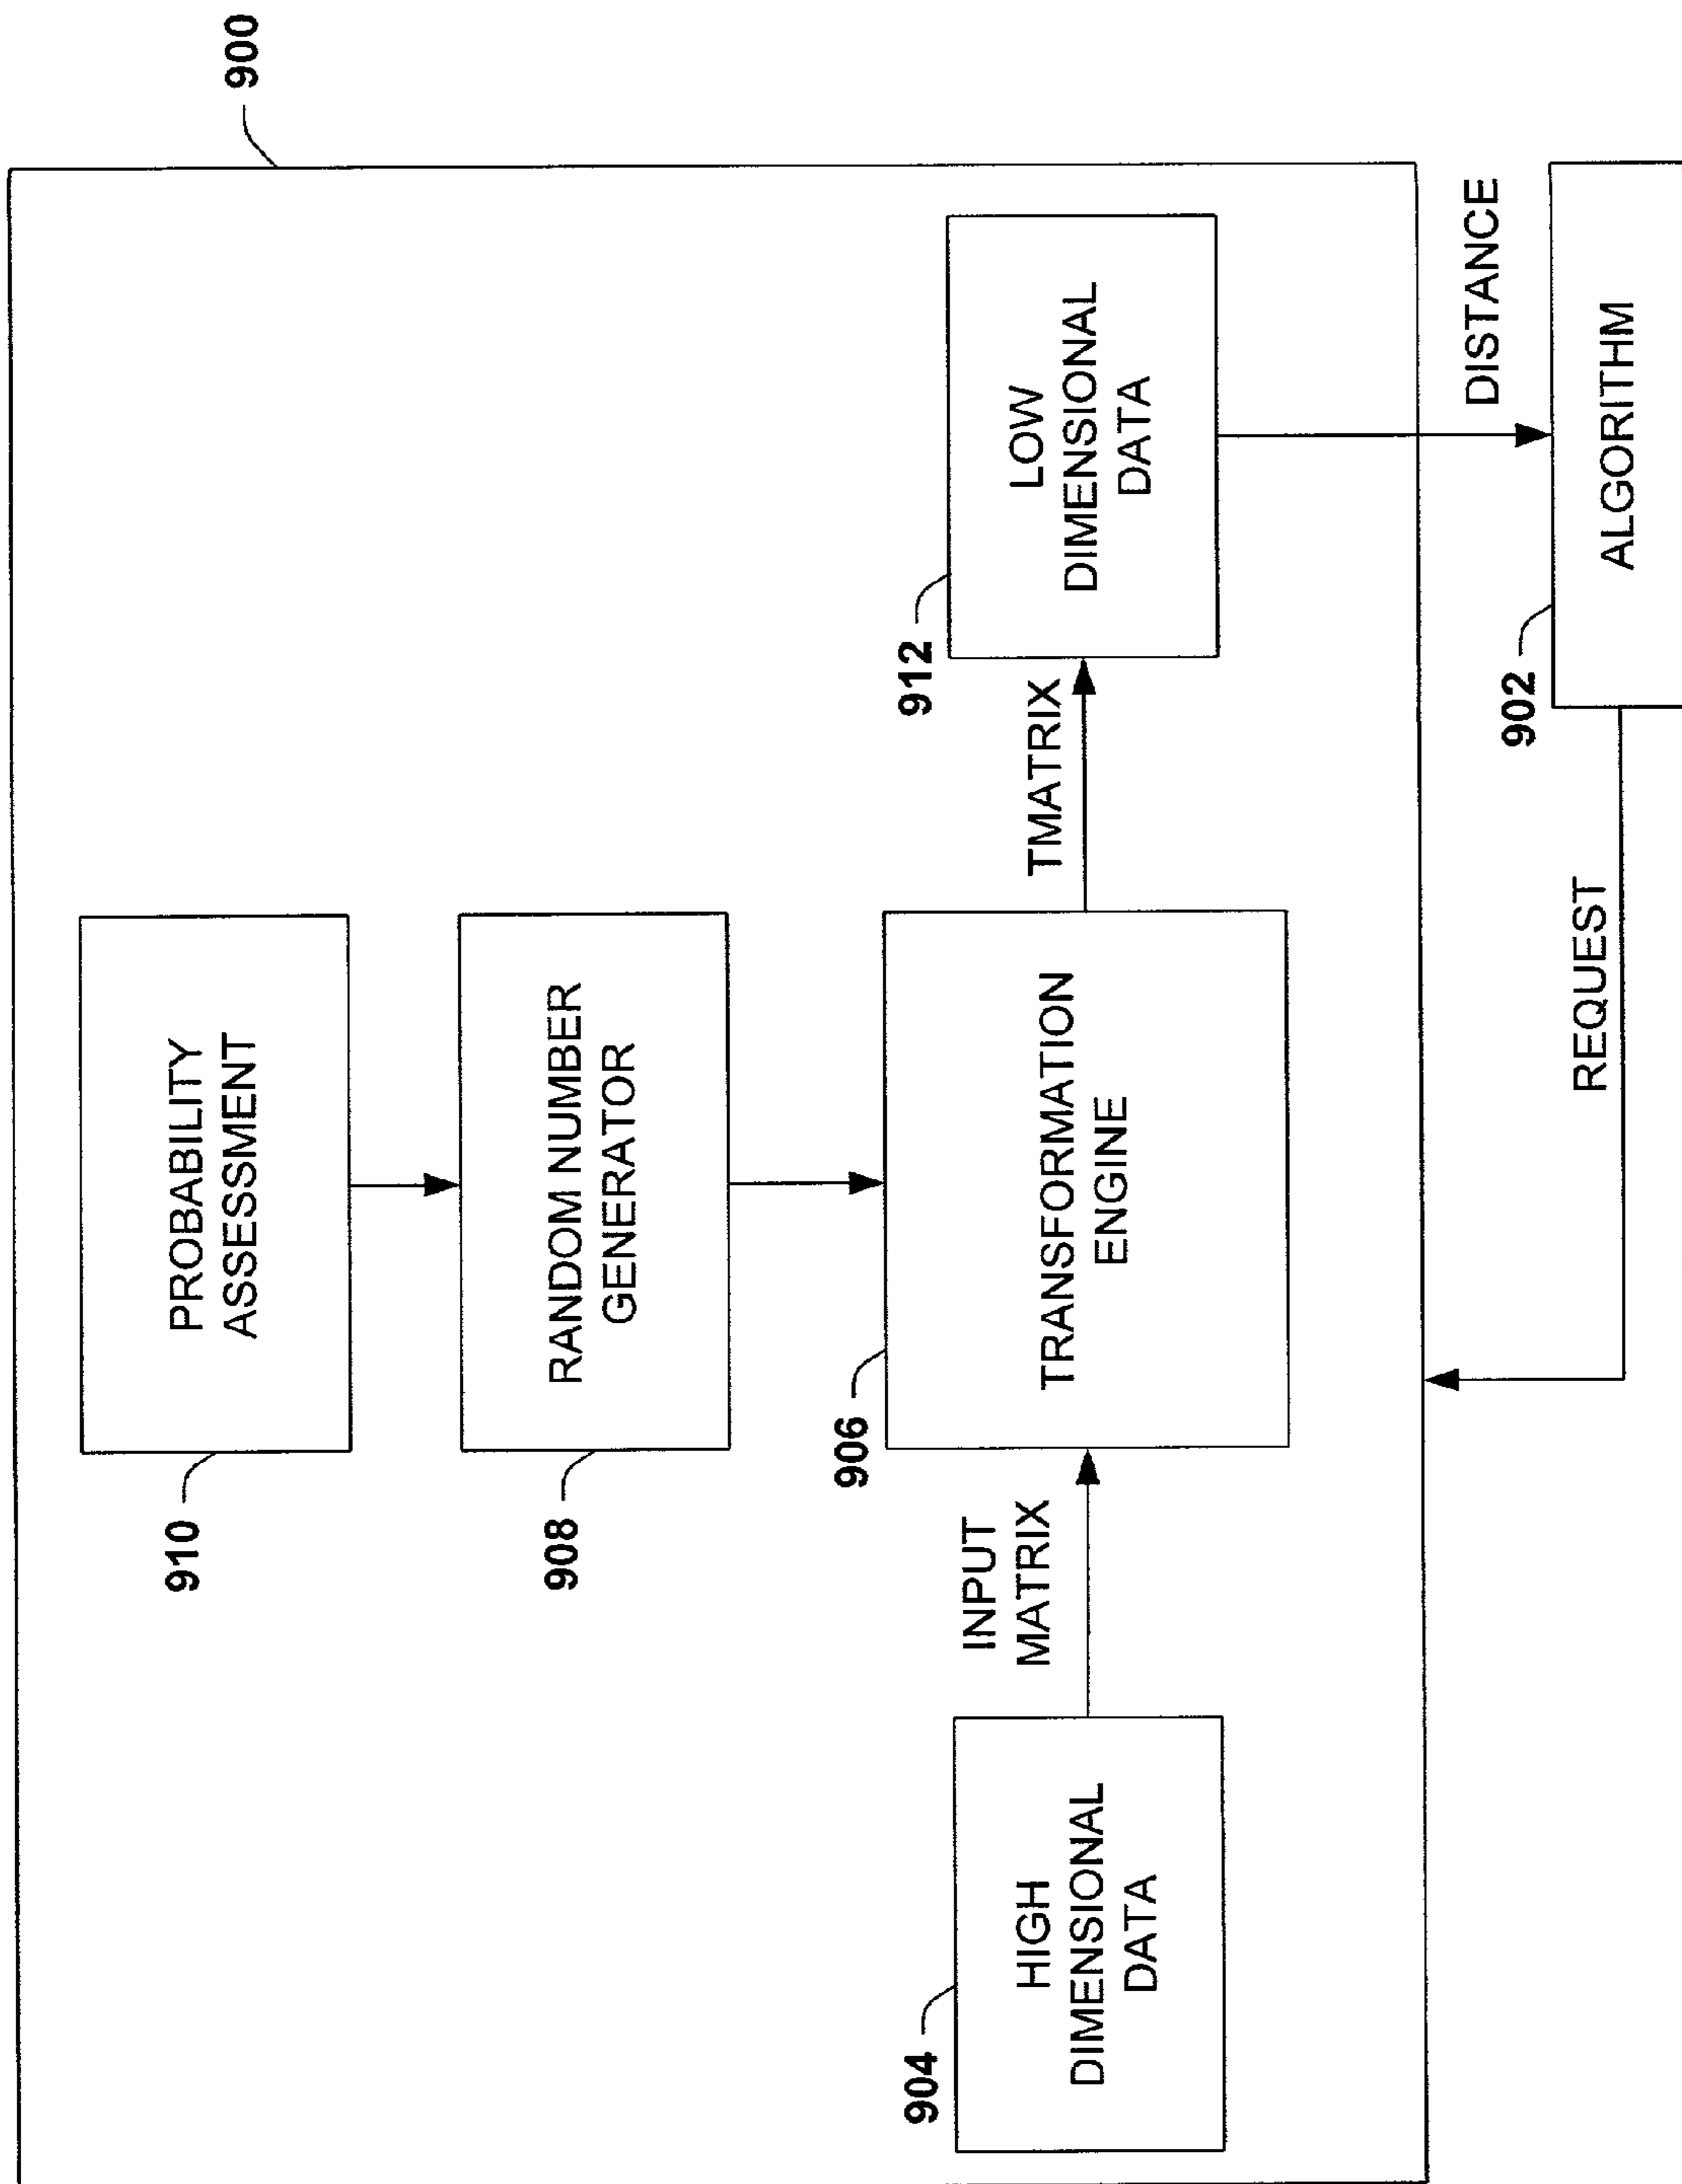 900
910
PROBABILITY
ASSESSMENT
908
RANDOM NUMBER
GENERATOR
904
HIGH
DIMENSIONAL
DATA
INPUT
MATRIX
906
TRANSFORMATION
ENGINE
TMATRIX
912
LOW
DIMENSIONAL
DATA
REQUEST
902
ALGORITHM
DISTANCE